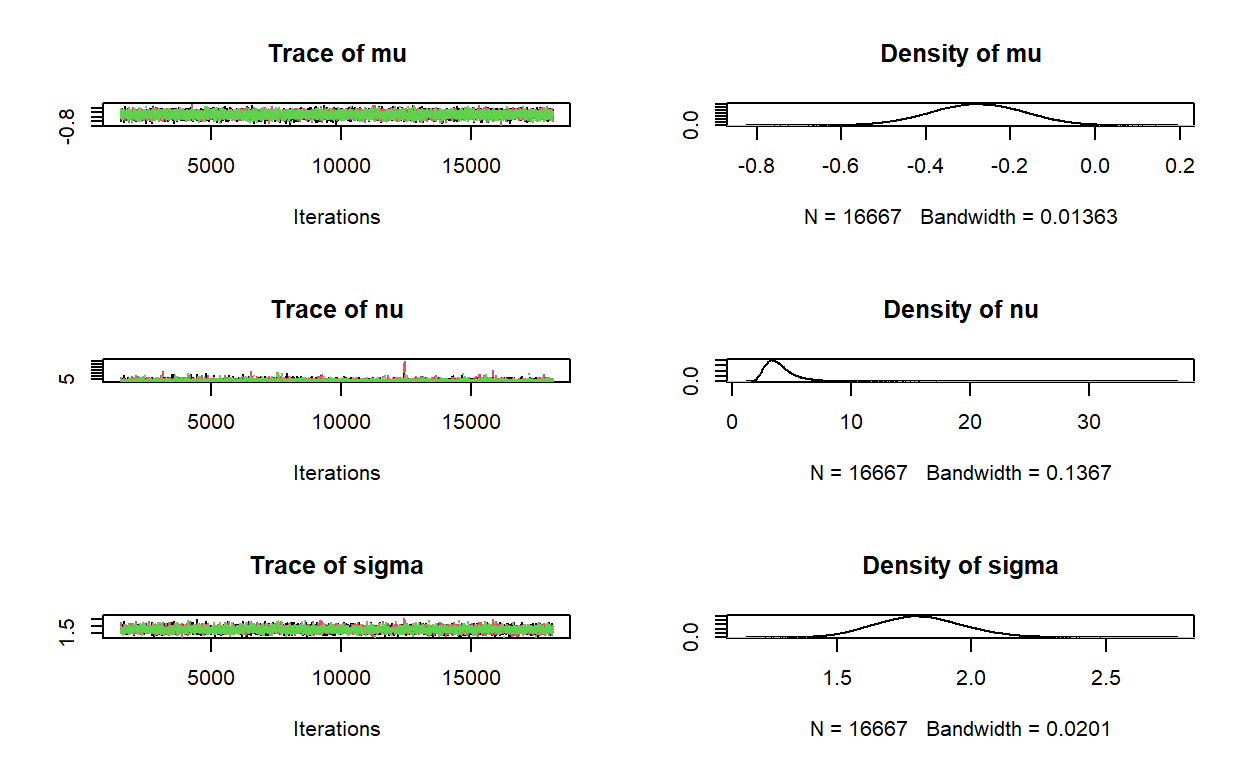 Trace of mu
-0.8
5000 10000 15000
Iterations
Density of mu
0.0
-0.8 -0.6 -0.4 -0.2 0.0 0.2
N = 16667 Bandwidth = 0.01363
Trace of nu
5
5000 10000 15000
Iterations
Density of nu
0.0
0 10 20 30
N = 16667 Bandwidth = 0.1367
Trace of sigma
1.5
5000 10000 15000
Iterations
Density of sigma
0.0
1.5 2.0 2.5
N = 16667 Bandwidth = 0.0201